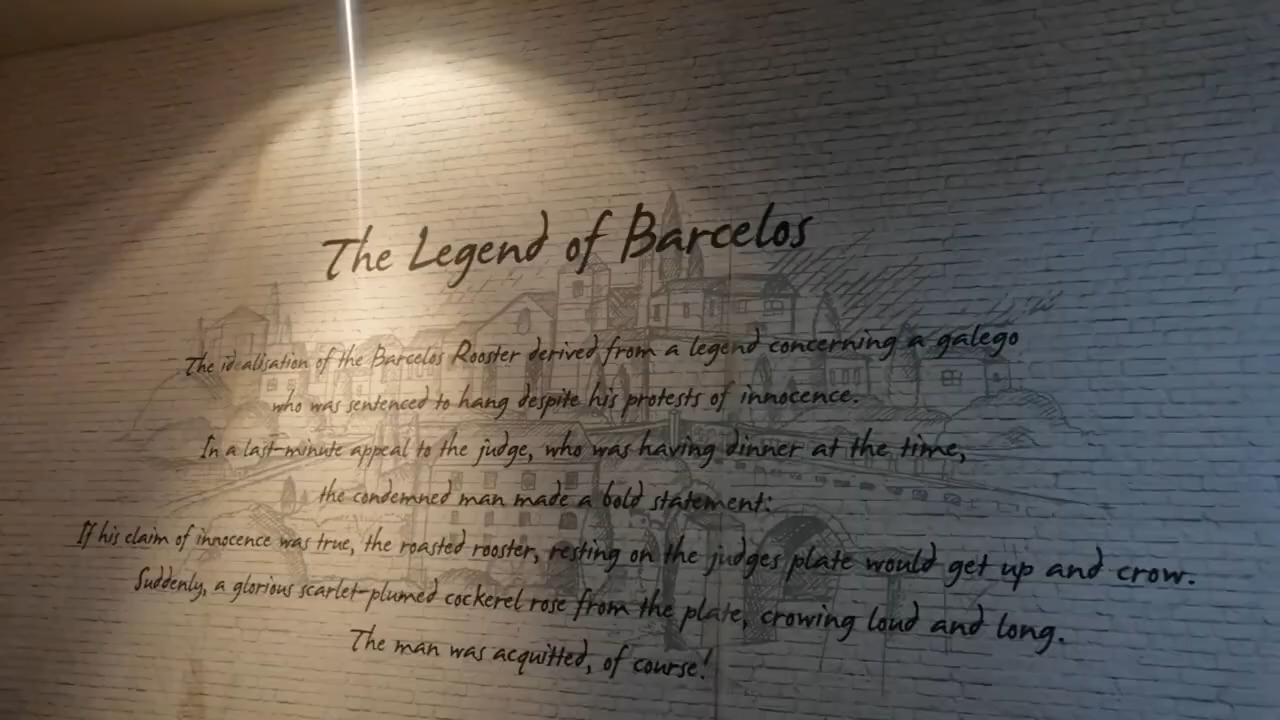 The Legend of Barcelos
The id alisation of the Barcelos Rooster derived from a legend concerning a galego
who was sentenced to hang despite his protests of innocence.
In a last-minute appeal to the judge, who was having dinner at the time,
the condemned man made a bold statement:
If his claim of innocence was true, the roasted rooster, resting on the judges plate would get up and crow.
Suddenly, a glorious scarlet-plumed cockerel rose from the plate, crowing loud and long.
The man was acquitted, of course!